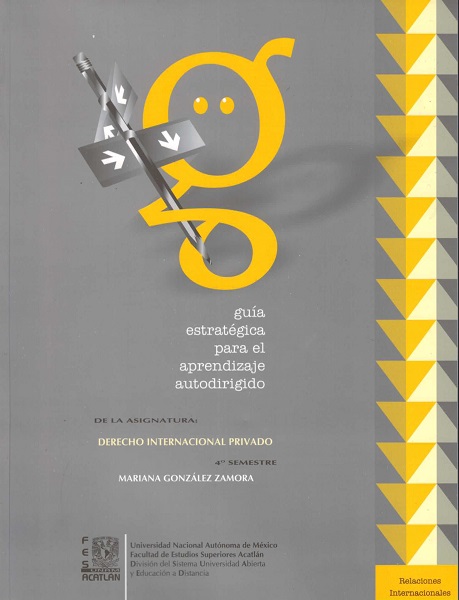 g
guía
estratégica
para el
aprendizaje
autodirigido
DE LA ASIGNATURA:
DERECHO INTERNACIONAL PRIVADO
4º SEMESTRE
MARIANA GONZÁLEZ ZAMORA
FES
ACATLÁN
Universidad Nacional Autónoma de México
Facultad de Estudios Superiores Acatlán
División del Sistema Universidad Abierta
y Educación a Distancia
Relaciones
Internacionales